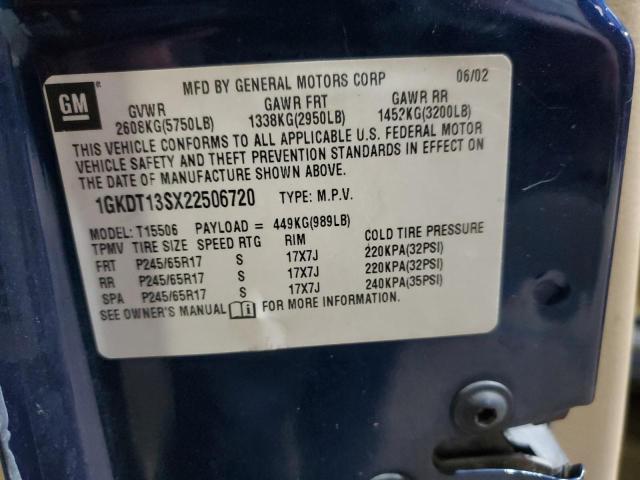 GM
MFD BY GENERAL MOTORS CORP 06/02
GVWR GAWR FRT GAWR RR
2608KG(5750LB) 1338KG(2950LB) 1452KG(3200LB)
THIS VEHICLE CONFORMS TO ALL APPLICABLE U.S. FEDERAL MOTOR
VEHICLE SAFETY AND THEFT PREVENTION STANDARDS IN EFFECT ON
THE DATE OF MANUFACTURE SHOWN ABOVE.
1GKDT13SX22506720 TYPE: M.P.V.
MODEL: T15506 PAYLOAD = 449KG(989LB)
TPMV TIRE SIZE SPEED RTG RIM COLD TIRE PRESSURE
FRT P245/65R17 S 17X7J 220KPA(32PSI)
RR P245/65R17 S 17X7J 220KPA(32PSI)
SPA P245/65R17 S 17X7J 240KPA(35PSI)
SEE OWNER'S MANUAL FOR MORE INFORMATION.